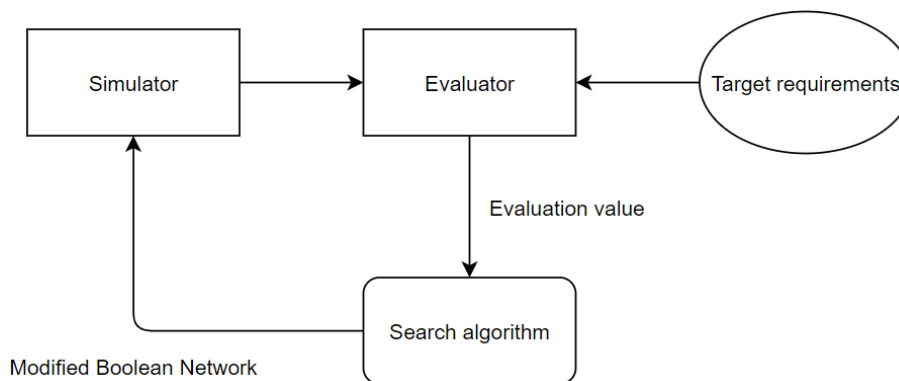 Simulator
Evaluator
Target requirements
Evaluation value
Search algorithm
Modified Boolean Network